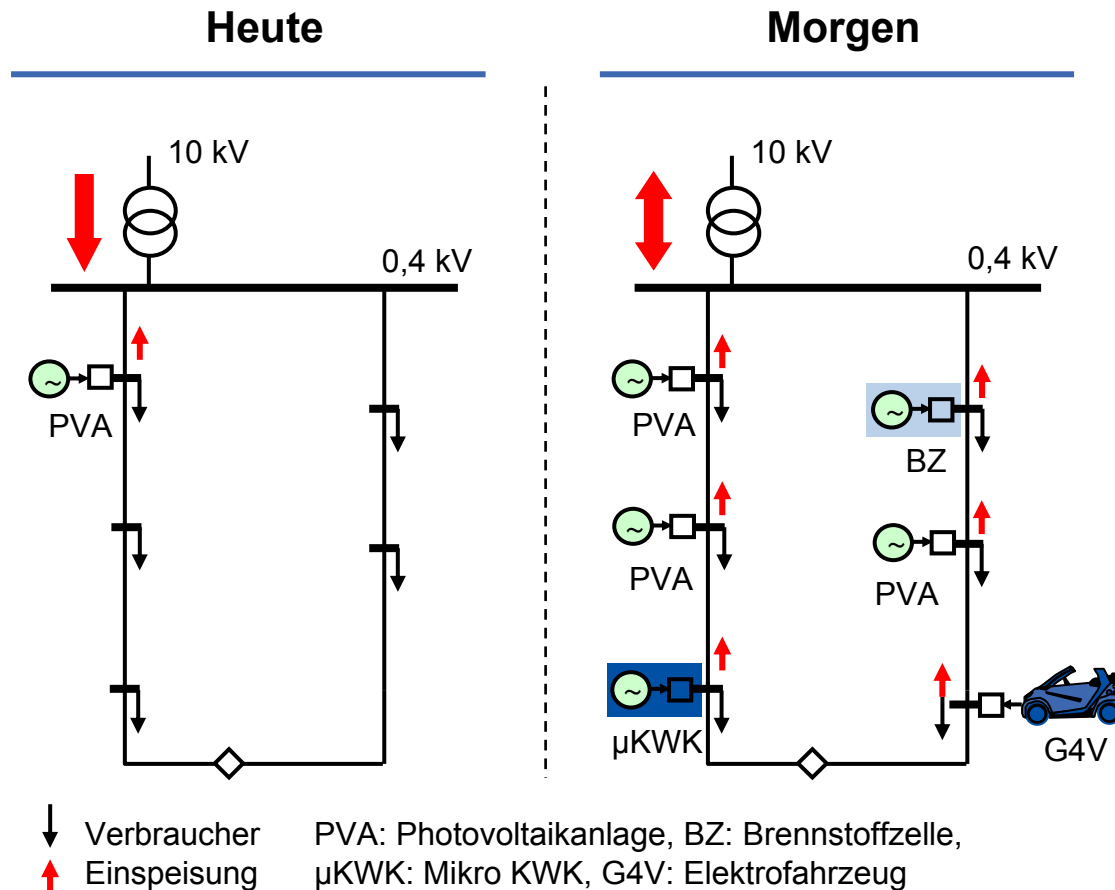 Heute
Morgen
10 kV
10 kV
0,4 kV
0,4 kV
~
PVA
~
PVA
~
BZ
~
PVA
~
PVA
~
µKWK
G4V
Verbraucher PVA: Photovoltaikanlage, BZ: Brennstoffzelle,
Einspeisung µKWK: Mikro KWK, G4V: Elektrofahrzeug